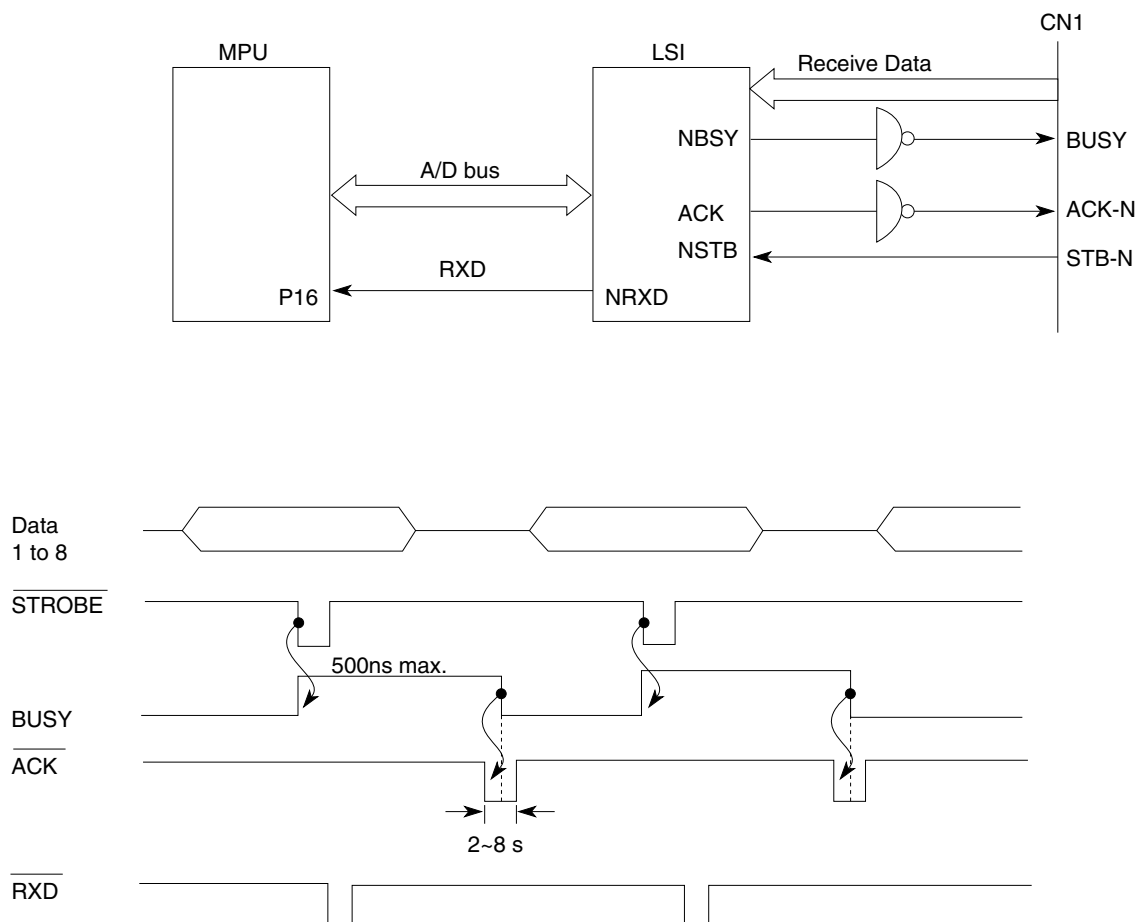 CN1
MPU
LSI
Receive Data
NBSY
BUSY
A/D bus
ACK
ACK-N
NSTB
STB-N
RXD
P16
NRXD
Data
1 to 8
STROBE
500ns max.
BUSY
ACK
2~8 s
RXD